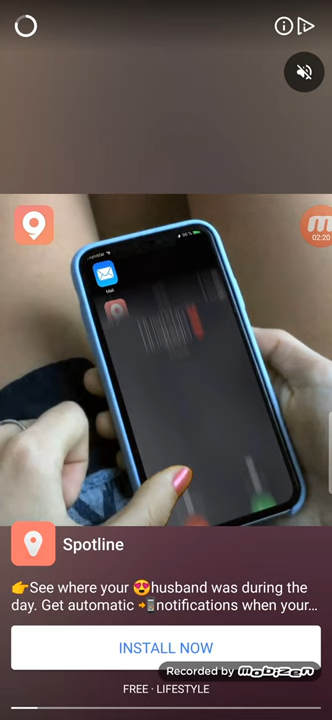 02:20
96 %
Mail
Spotline
👉See where your 😍husband was during the
day. Get automatic 📲notifications when your…
INSTALL NOW
Recorded by mobizen
FREE · LIFESTYLE